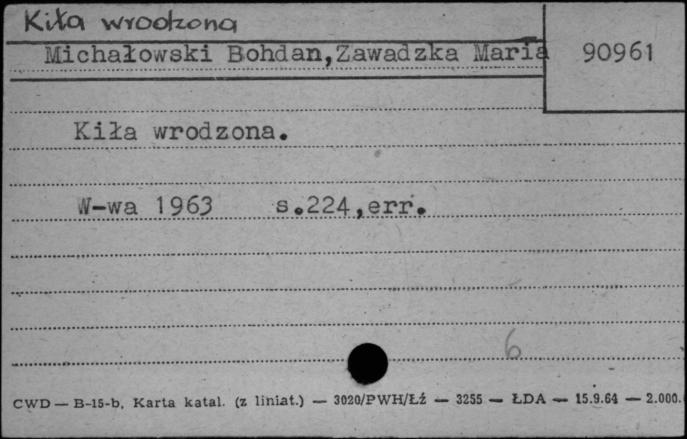 Kiła wrodzona
Michałowski Bohdan,Zawadzka Maria
90961
Kiła wrodzona.
W-wa 1963 s.224,err.
6
CWD — B-15-b, Karta katal. (z liniat.) — 3020/PWH/Łź — 3255 — ŁDA — 15.9.64 — 2.000.